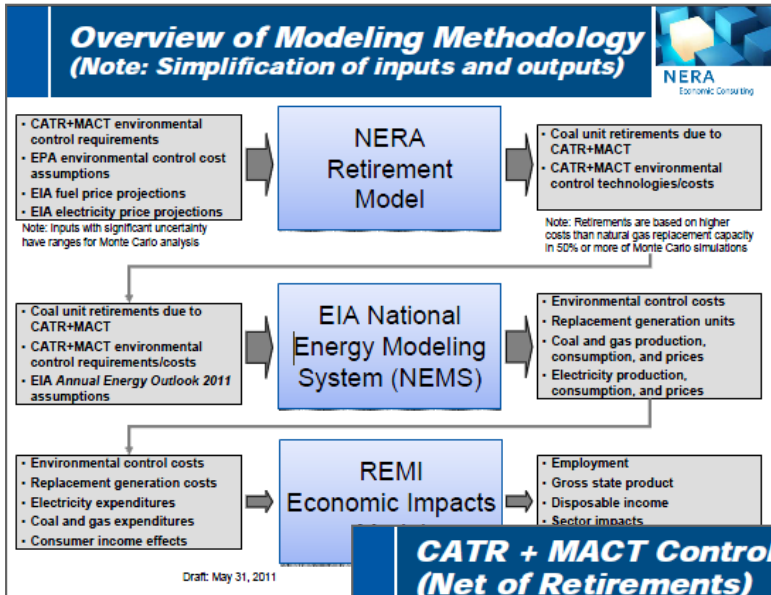 Overview of Modeling Methodology
(Note: Simplification of inputs and outputs)
NERA
Economic Consulting
• CATR+MACT environmental
control requirements
• EPA environmental control cost
assumptions
• EIA fuel price projections
• EIA electricity price projections
Note: Inputs with significant uncertainty
have ranges for Monte Carlo analysis
NERA
Retirement
Model
• Coal unit retirements due to
CATR+MACT
• CATR+MACT environmental
control technologies/costs
Note: Retirements are based on higher
costs than natural gas replacement capacity
in 50% or more of Monte Carlo simulations
• Coal unit retirements due to
CATR+MACT
• CATR+MACT environmental
control requirements/costs
• EIA Annual Energy Outlook 2011
assumptions
EIA National
Energy Modeling
System (NEMS)
• Environmental control costs
• Replacement generation units
• Coal and gas production,
consumption, and prices
• Electricity production,
consumption, and prices
• Environmental control costs
• Replacement generation costs
• Electricity expenditures
• Coal and gas expenditures
• Consumer income effects
REMI
Economic Impacts
• Employment
• Gross state product
• Disposable income
• Sector impacts
Draft: May 31, 2011
CATR + MACT Control
(Net of Retirements)